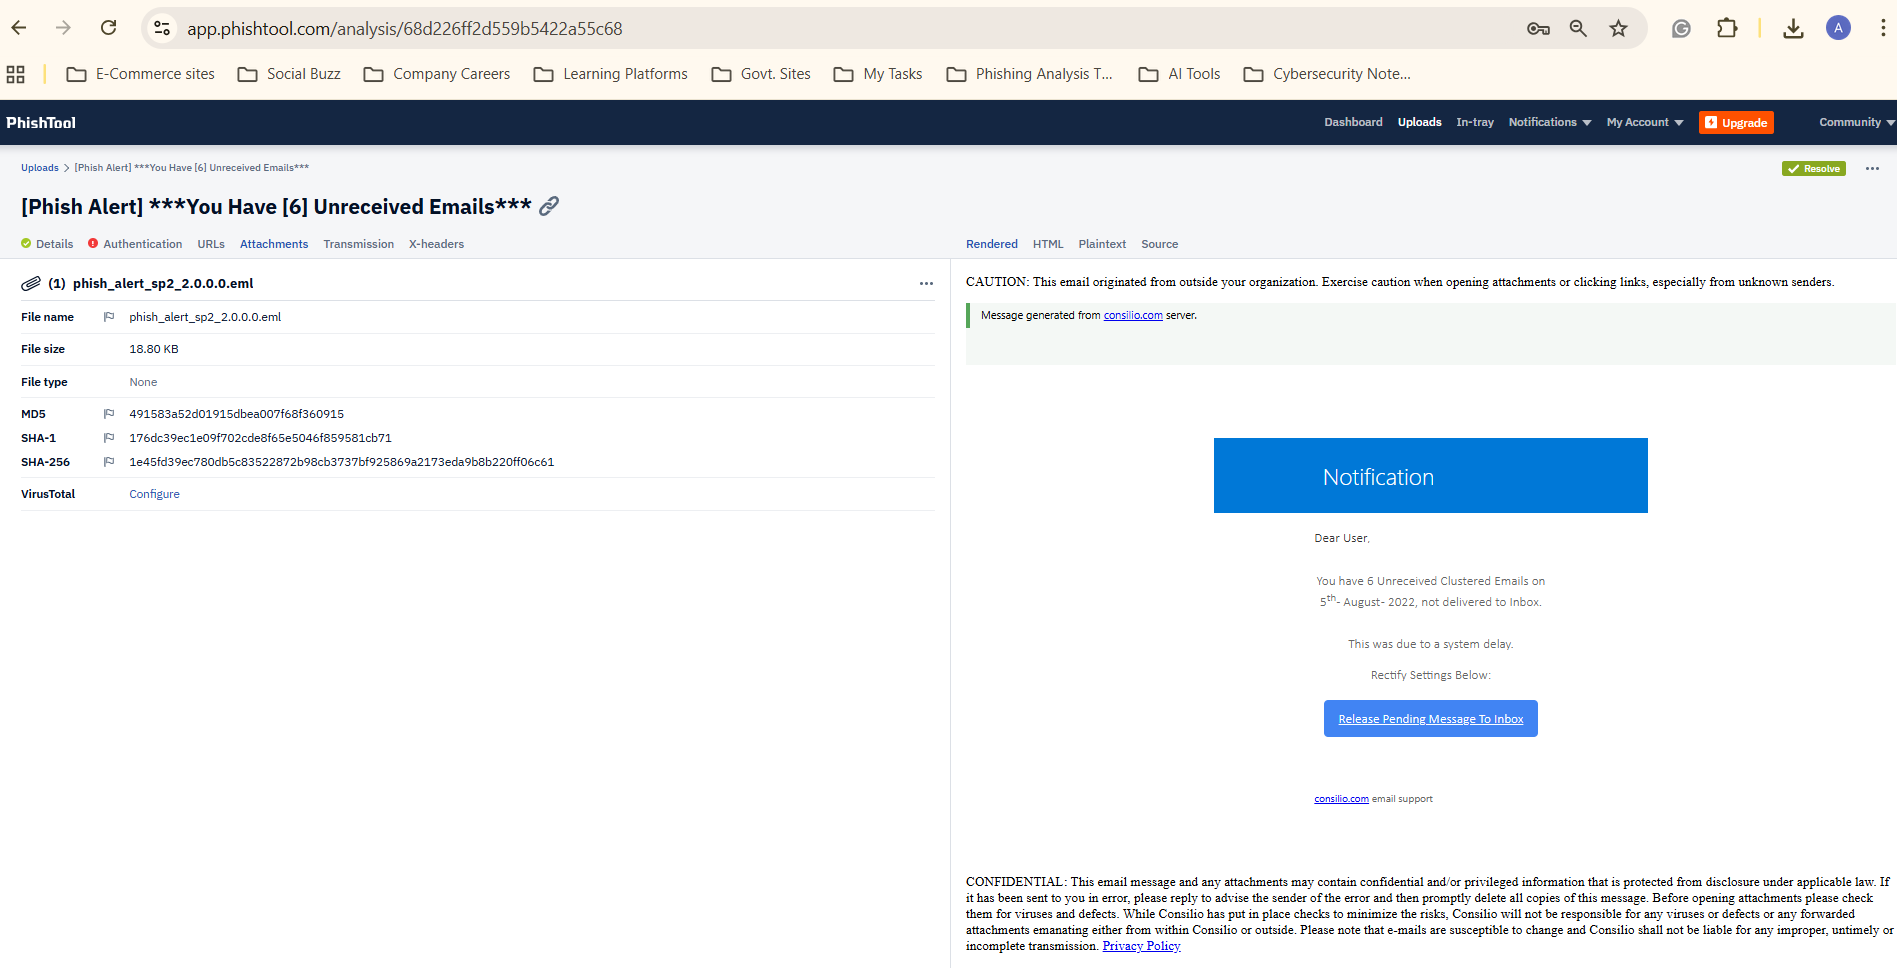 app.phishtool.com/analysis/68d226ff2d559b5422a55c68
A
E-Commerce sites
Social Buzz
Company Careers
Learning Platforms
Govt. Sites
My Tasks
Phishing Analysis T...
AI Tools
Cybersecurity Note...
PhishTool
Dashboard
Uploads
In-tray
Notifications
My Account
Upgrade
Community
Uploads > [Phish Alert] ***You Have [6] Unreceived Emails***
Resolve
[Phish Alert] ***You Have [6] Unreceived Emails***
Details
Authentication
URLs
Attachments
Transmission
X-headers
(1) phish_alert_sp2_2.0.0.0.eml
File name phish_alert_sp2_2.0.0.0.eml
File size 18.80 KB
File type None
MD5 491583a52d01915dbea007f68f360915
SHA-1 176dc39ec1e09f702cde8f65e5046f859581cb71
SHA-256 1e45fd39ec780db5c83522872b98cb3737bf925869a2173eda9b8b220ff06c61
VirusTotal Configure
Rendered
HTML
Plaintext
Source
CAUTION: This email originated from outside your organization. Exercise caution when opening attachments or clicking links, especially from unknown senders.
Message generated from consilio.com server.
Notification
Dear User,
You have 6 Unreceived Clustered Emails on
5th- August- 2022, not delivered to Inbox.
This was due to a system delay.
Rectify Settings Below:
Release Pending Message To Inbox
consilio.com email support
CONFIDENTIAL: This email message and any attachments may contain confidential and/or privileged information that is protected from disclosure under applicable law. If
it has been sent to you in error, please reply to advise the sender of the error and then promptly delete all copies of this message. Before opening attachments please check
them for viruses and defects. While Consilio has put in place checks to minimize the risks, Consilio will not be responsible for any viruses or defects or any forwarded
attachments emanating either from within Consilio or outside. Please note that e-mails are susceptible to change and Consilio shall not be liable for any improper, untimely or
incomplete transmission. Privacy Policy